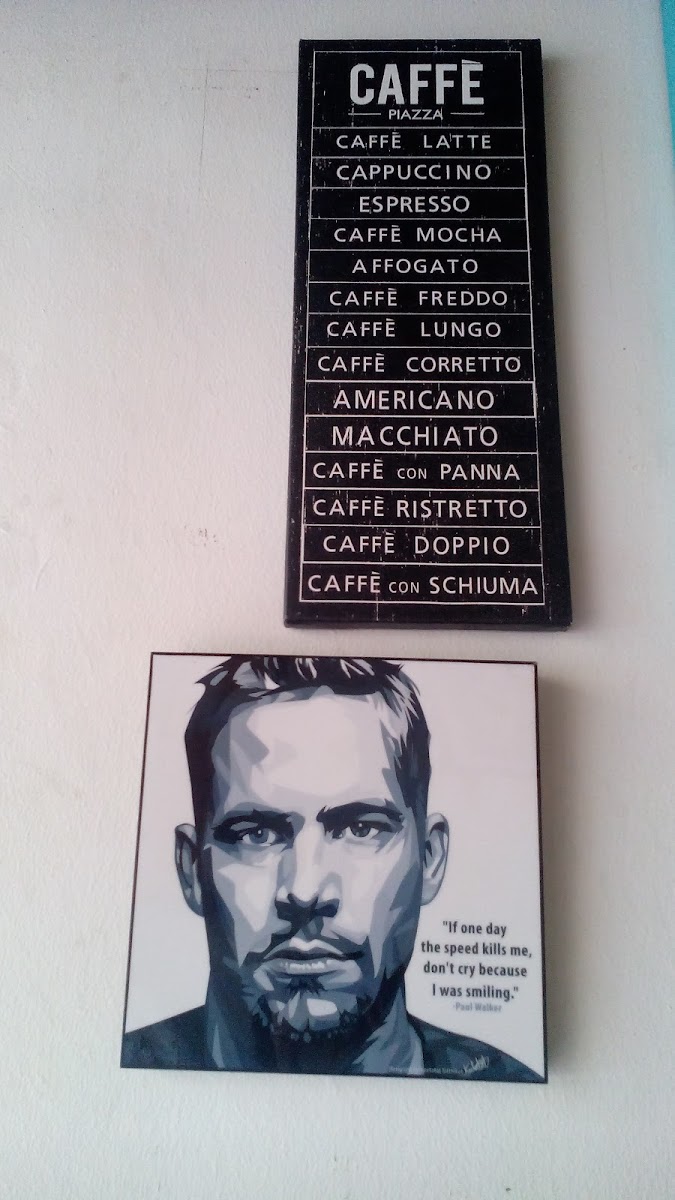 CAFFÈ
PIAZZA
CAFFÈ LATTE
CAPPUCCINO
ESPRESSO
CAFFÈ MOCHA
AFFOGATO
CAFFÈ FREDDO
CAFFÈ LUNGO
CAFFÈ CORRETTO
AMERICANO
MACCHIATO
CAFFÈ CON PANNA
CAFFÈ RISTRETTO
CAFFÈ DOPPIO
CAFFÈ CON SCHIUMA
"If one day
the speed kills me,
don't cry because
I was smiling."
-Paul Walker